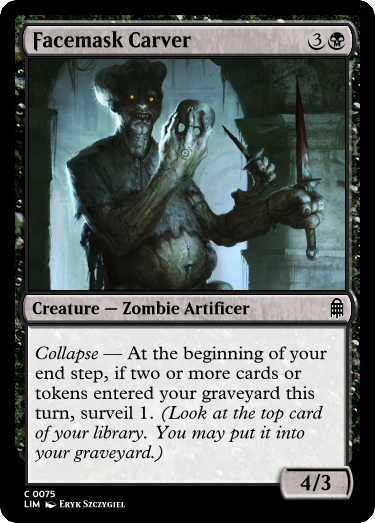 Facemask Carver 3
Creature — Zombie Artificer
Collapse — At the beginning of your
end step, if two or more cards or
tokens entered your graveyard this
turn, surveil 1. (Look at the top card
of your library. You may put it into
your graveyard.)
4/3
C 0075
LIM Eryk Szczygiel